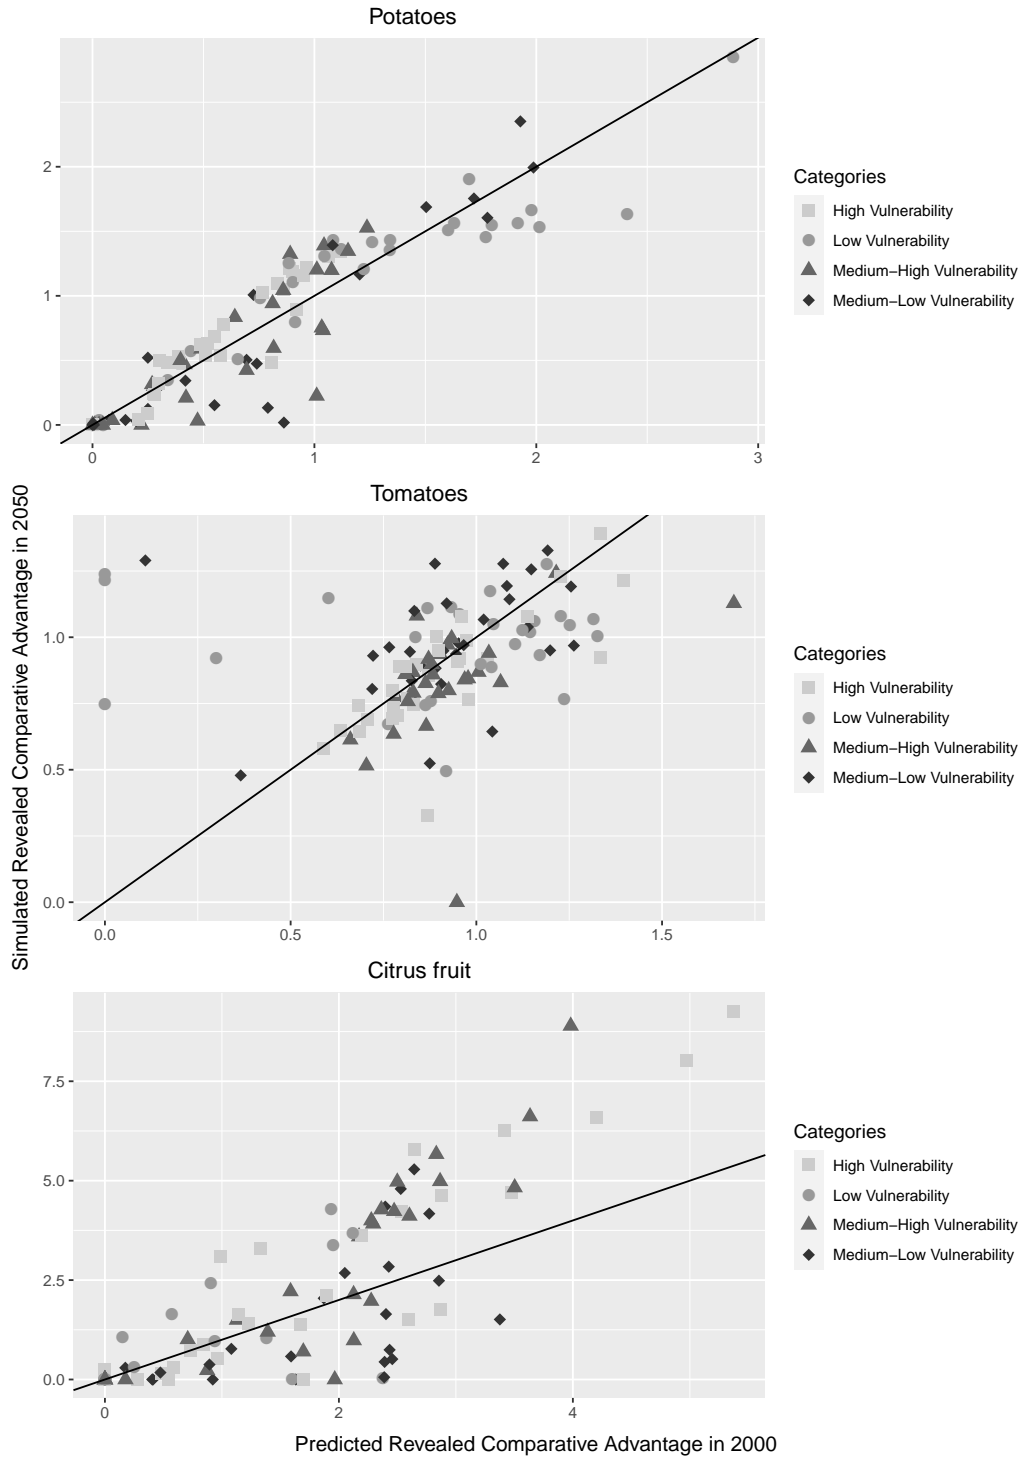 Potatoes
2
1
0
0
1
2
3
Categories
High Vulnerability
Low Vulnerability
Medium−High Vulnerability
Medium−Low Vulnerability
Simulated Revealed Comparative Advantage in 2050
Tomatoes
1.0
0.5
0.0
0.0
0.5
1.0
1.5
Categories
High Vulnerability
Low Vulnerability
Medium−High Vulnerability
Medium−Low Vulnerability
Citrus fruit
7.5
5.0
2.5
0.0
0
2
4
Categories
High Vulnerability
Low Vulnerability
Medium−High Vulnerability
Medium−Low Vulnerability
Predicted Revealed Comparative Advantage in 2000